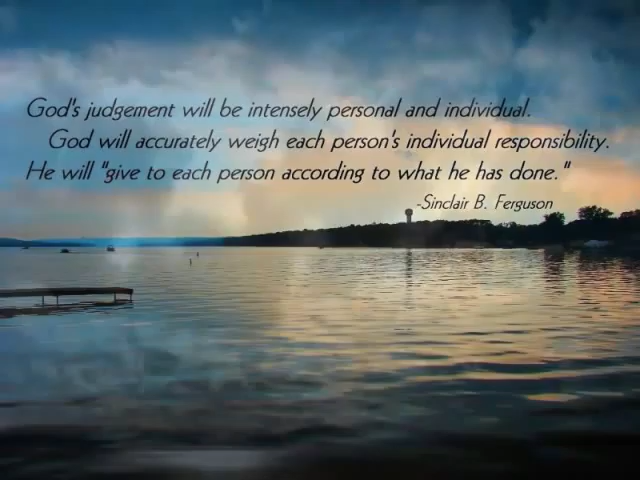 God's judgement will be intensely personal and individual.
God will accurately weigh each person's individual responsibility.
He will "give to each person according to what he has done."
-Sinclair B. Ferguson